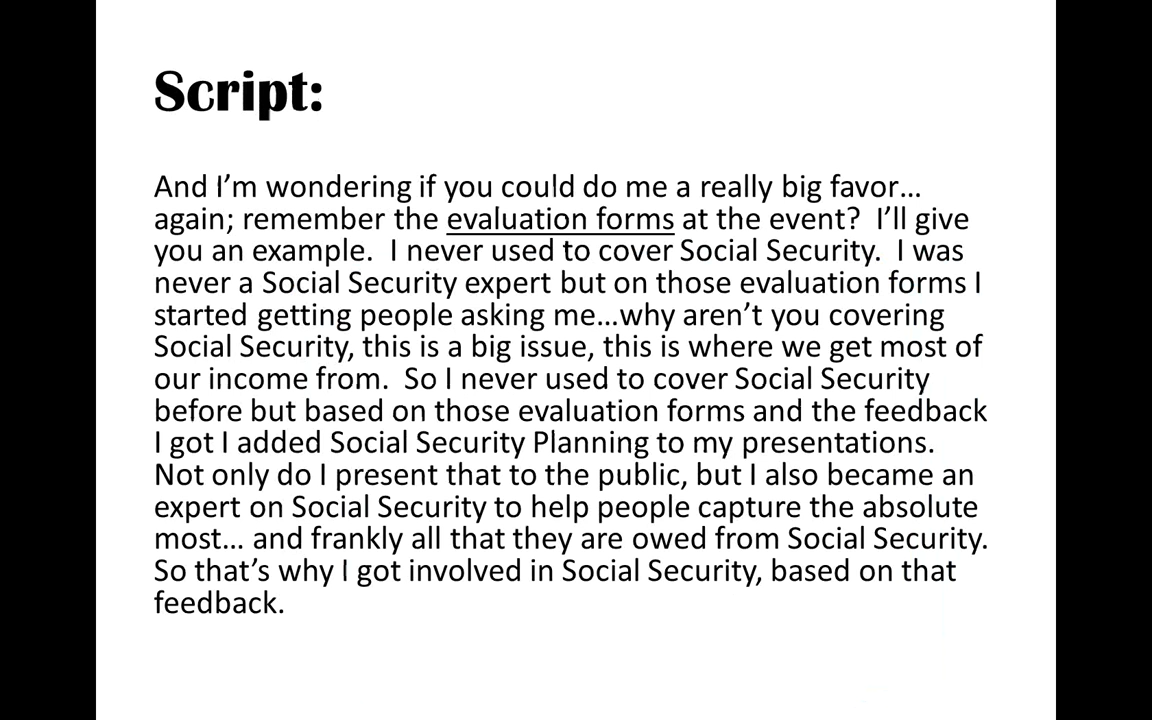 Script:
And I’m wondering if you could do me a really big favor…
again; remember the evaluation forms at the event?  I’ll give
you an example.  I never used to cover Social Security.  I was
never a Social Security expert but on those evaluation forms I
started getting people asking me…why aren’t you covering
Social Security, this is a big issue, this is where we get most of
our income from.  So I never used to cover Social Security
before but based on those evaluation forms and the feedback
I got I added Social Security Planning to my presentations.
Not only do I present that to the public, but I also became an
expert on Social Security to help people capture the absolute
most… and frankly all that they are owed from Social Security.
So that’s why I got involved in Social Security, based on that
feedback.